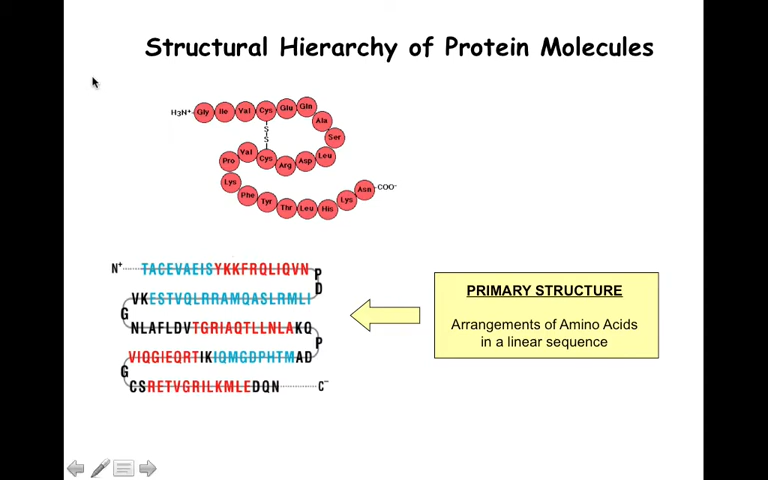 Structural Hierarchy of Protein Molecules
H₃N⁺ Gly Ile Val Cys Glu Gln
Ala
S
Ser
S
Pro Val Cys Arg Asp Leu
Lys
Phe Tyr Thr Leu His Lys Asn COO⁻
N⁺ TACEVAEISYKKFRQLIQVN
P
D
VKESTVQLRRAMQASLRMLI
G
NLAFLDVTGRIAQTLLNLAKQ
P
VIQGIEQRTIKIQMGDPHTMAD
G
CSRETVGRILKMLEDQN C⁻
PRIMARY STRUCTURE
Arrangements of Amino Acids
in a linear sequence